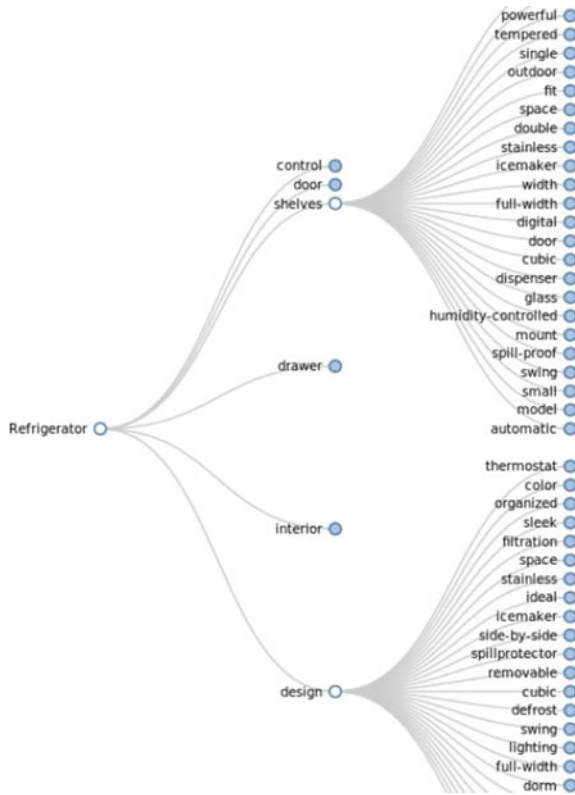 Refrigerator
control
door
shelves
drawer
interior
design
powerful
tempered
single
outdoor
fit
space
double
stainless
icemaker
width
full-width
digital
door
cubic
dispenser
glass
humidity-controlled
mount
spill-proof
swing
small
model
automatic
thermostat
color
organized
sleek
filtration
space
stainless
ideal
icemaker
side-by-side
spillprotector
removable
cubic
defrost
swing
lighting
full-width
dorm